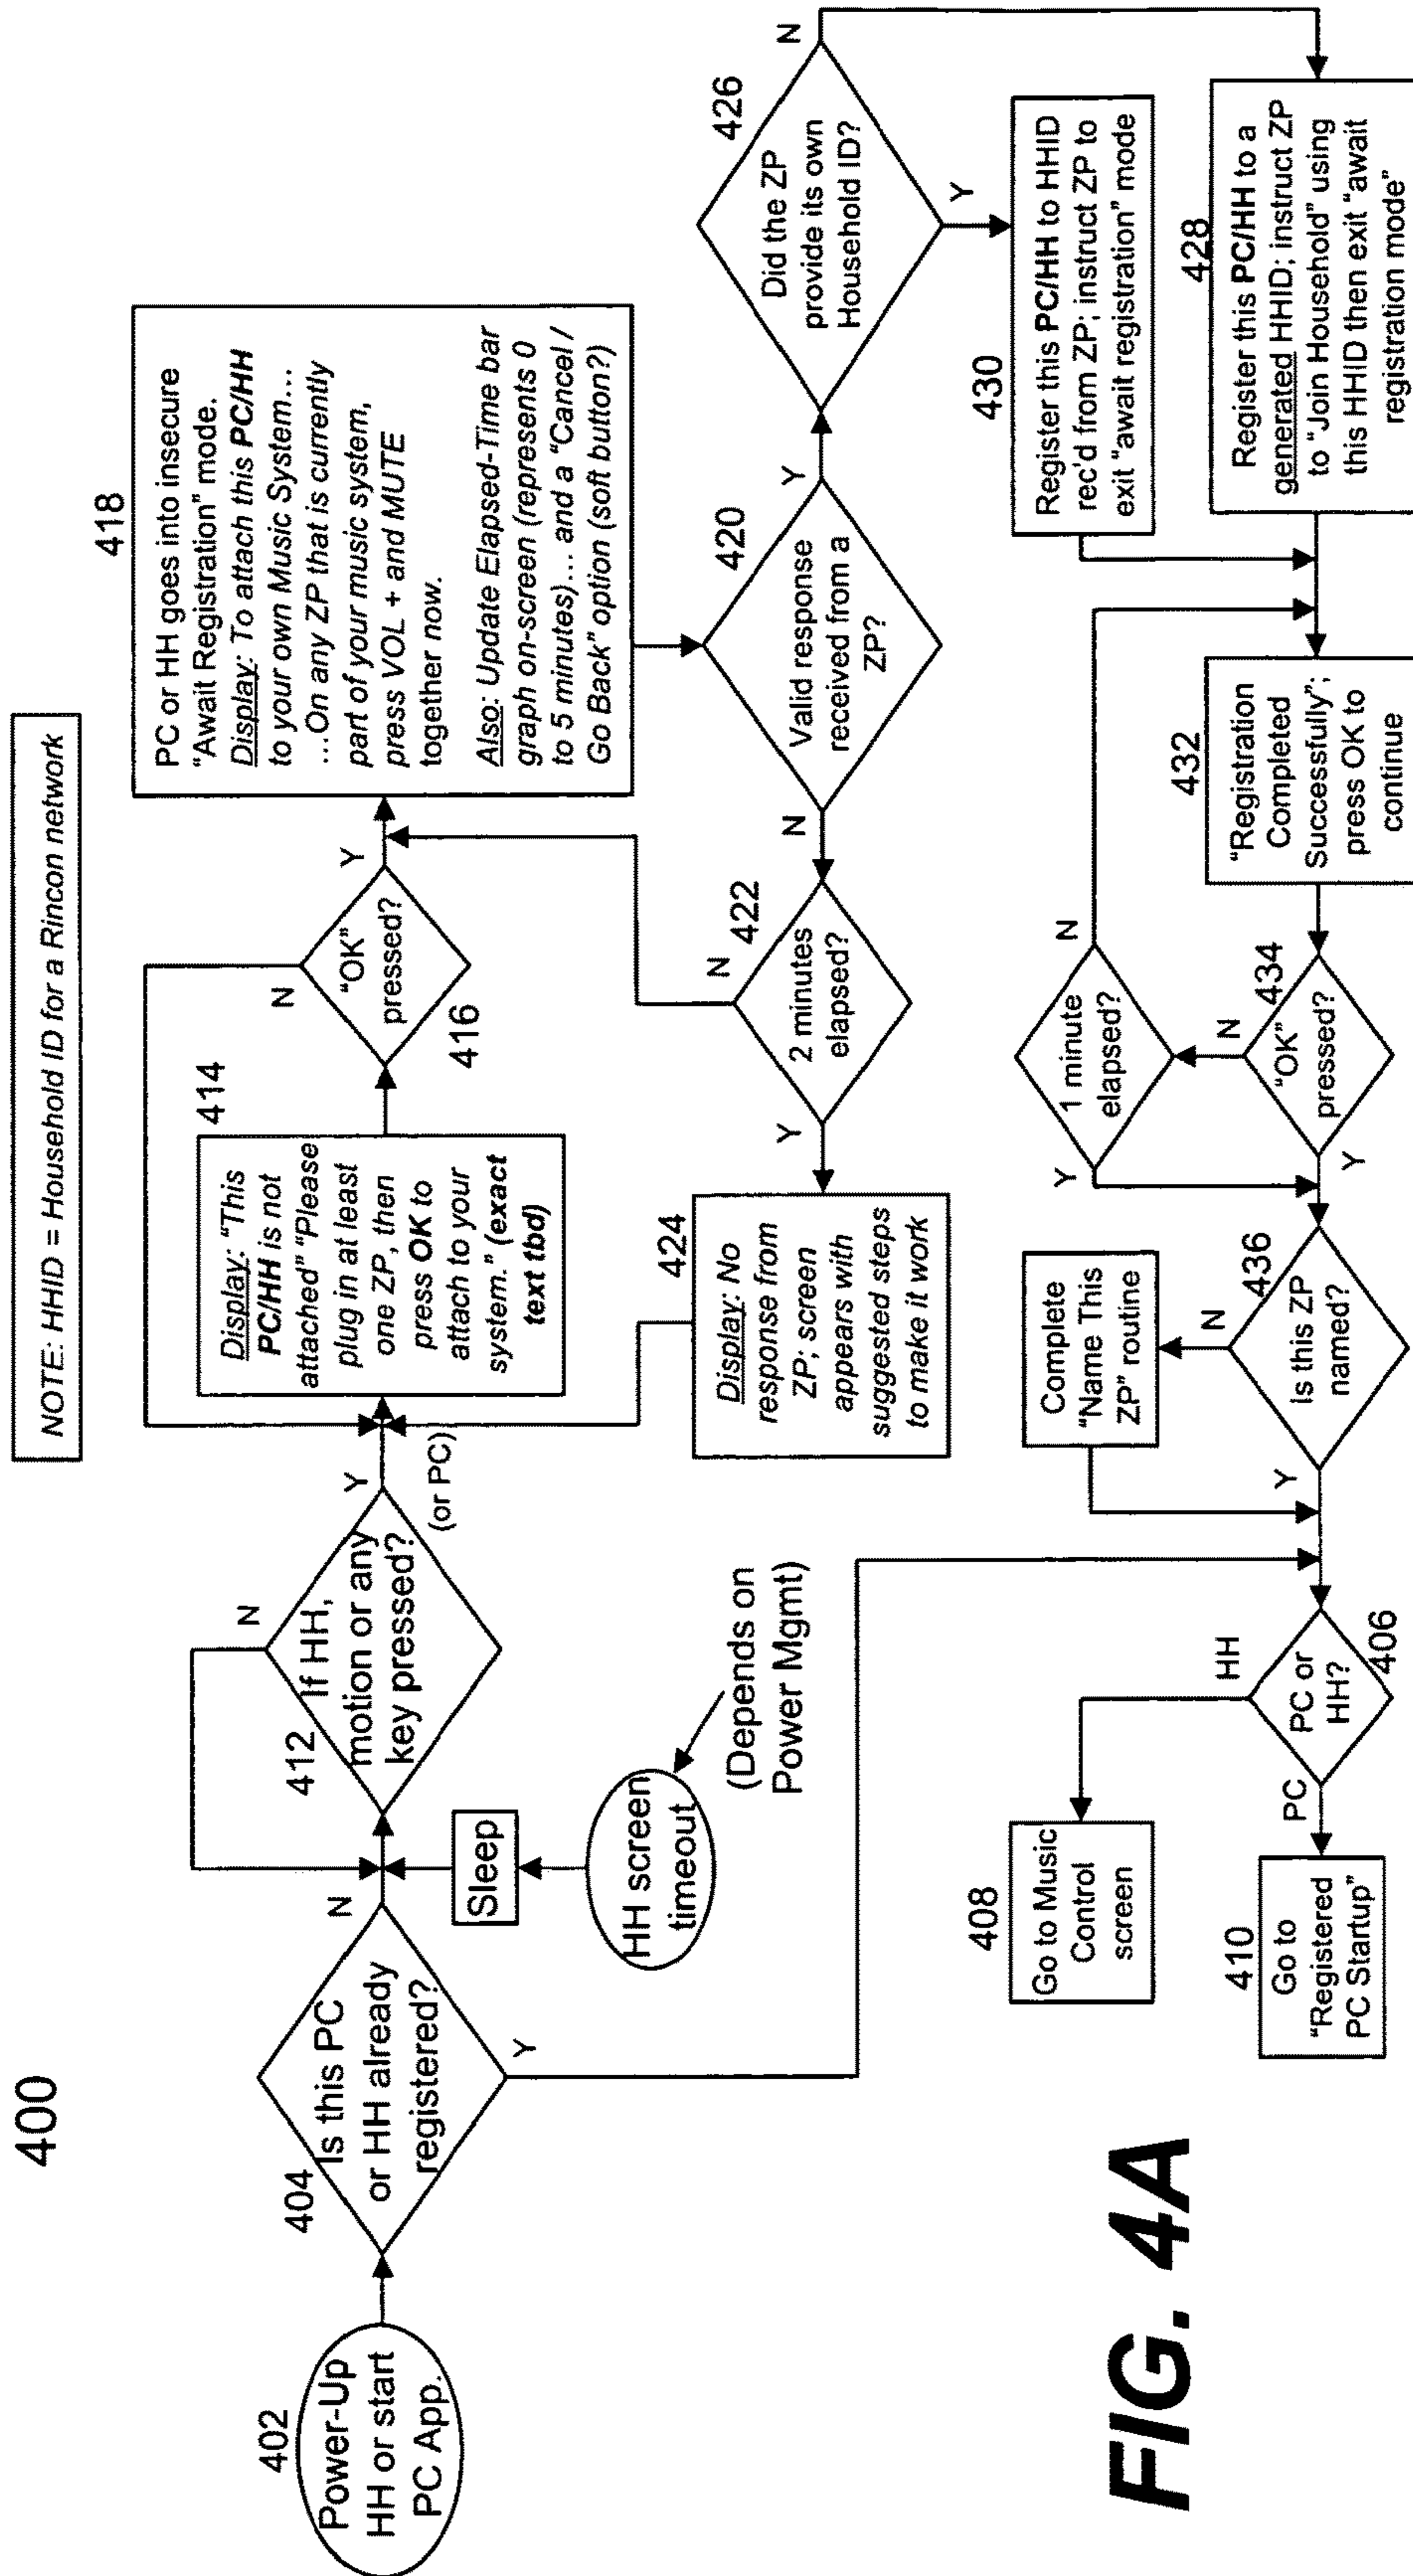 400
NOTE: HHID = Household ID for a Rincon network
402
Power-Up
HH or start
PC App.
404
Is this PC
or HH already
registered?
N
Y
Sleep
HH screen
timeout
(Depends on
Power Mgmt)
412
If HH,
motion or any
key pressed?
N
Y
(or PC)
414
Display: "This
PC/HH is not
attached" "Please
plug in at least
one ZP, then
press OK to
attach to your
system." (exact
text tbd)
416
"OK"
pressed?
N
Y
418
PC or HH goes into insecure
"Await Registration" mode.
Display: To attach this PC/HH
to your own Music System...
...On any ZP that is currently
part of your music system,
press VOL + and MUTE
together now.
Also: Update Elapsed-Time bar
graph on-screen (represents 0
to 5 minutes)... and a "Cancel /
Go Back" option (soft button?)
420
Valid response
received from a
ZP?
N
Y
422
2 minutes
elapsed?
N
Y
424
Display: No
response from
ZP; screen
appears with
suggested steps
to make it work
426
Did the ZP
provide its own
Household ID?
N
Y
430
Register this PC/HH to HHID
rec'd from ZP; instruct ZP to
exit "await registration" mode
428
Register this PC/HH to a
generated HHID; instruct ZP
to "Join Household" using
this HHID then exit "await
registration mode"
432
"Registration
Completed
Successfully";
press OK to
continue
434
"OK"
pressed?
N
Y
1 minute
elapsed?
N
Y
436
Is this ZP
named?
N
Y
Complete
"Name This
ZP" routine
406
PC or
HH?
HH
PC
408
Go to Music
Control
screen
410
Go to
"Registered
PC Startup"
FIG. 4A